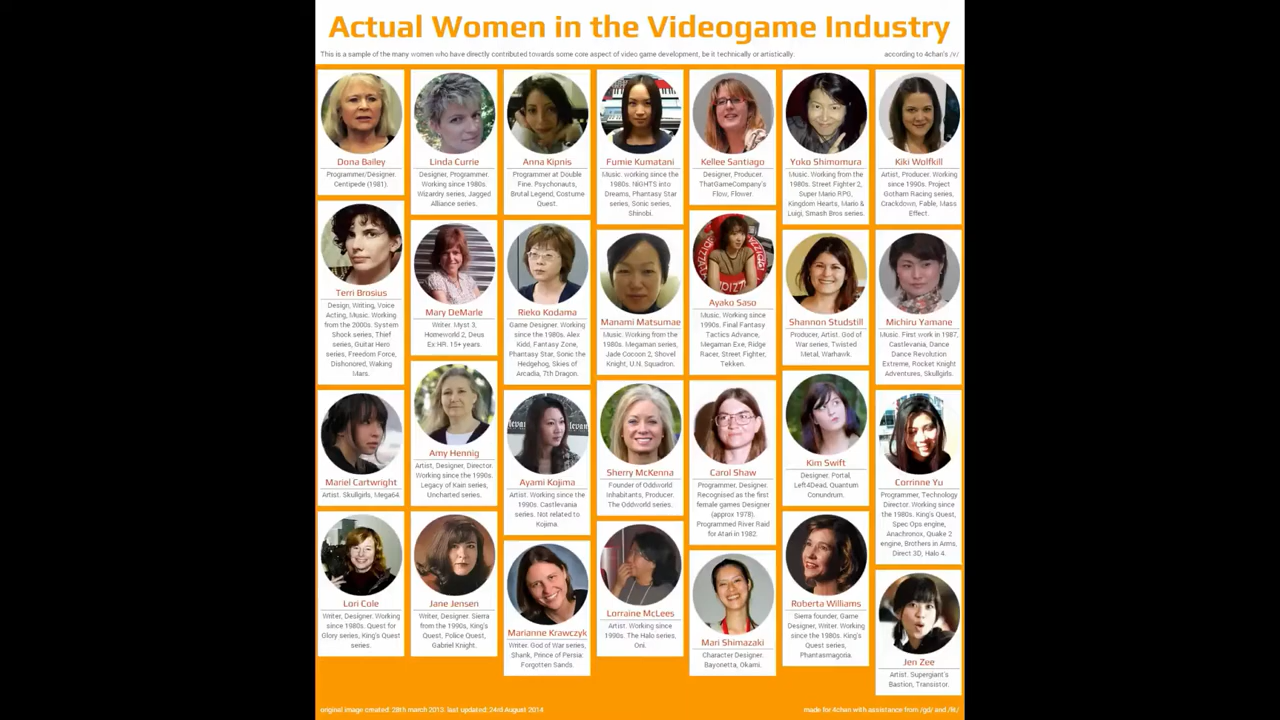 Actual Women in the Videogame Industry
This is a sample of the many women who have directly contributed towards some core aspect of video game development, be it technically or artistically.
according to 4chan's /v/
Dona Bailey
Programmer/Designer.
Centipede (1981).
Terri Brosius
Design, Writing, Voice
Acting, Music. Working
from the 2000s. System
Shock series, Thief
series, Guitar Hero
series, Freedom Force,
Dishonored, Waking
Mars.
Mariel Cartwright
Artist. Skullgirls, Mega64.
Lori Cole
Writer, Designer. Working
since 1980s. Quest for
Glory series, King's Quest
series.
Linda Currie
Designer, Programmer.
Working since 1980s.
Wizardry series, Jagged
Alliance series.
Mary DeMarle
Writer. Myst 3,
Homeworld 2, Deus
Ex HR. 15+ years.
Amy Hennig
Artist, Designer, Director.
Working since the 1990s.
Legacy of Kain series,
Uncharted series.
Jane Jensen
Writer, Designer. Sierra
from the 1990s, King's
Quest, Police Quest,
Gabriel Knight.
Anna Kipnis
Programmer at Double
Fine. Psychonauts,
Brutal Legend, Costume
Quest.
Rieko Kodama
Game Designer. Working
since the 1980s. Alex
Kidd, Fantasy Zone,
Phantasy Star, Sonic the
Hedgehog, Skies of
Arcadia, 7th Dragon.
Ayami Kojima
Artist. Working since the
1990s. Castlevania
series. Not related to
Kojima.
Marianne Krawczyk
Writer. God of War series,
Shank, Prince of Persia:
Forgotten Sands.
Fumie Kumatani
Music. working since the
1980s. NiGHTS into
Dreams, Phantasy Star
series, Sonic series,
Shinobi.
Manami Matsumae
Music. Working from the
1980s. Megaman series,
Jade Cocoon 2, Shovel
Knight, U.N. Squadron.
Sherry McKenna
Founder of Oddworld
Inhabitants, Producer.
The Oddworld series.
Lorraine McLees
Artist. Working since
1990s. The Halo series,
Oni.
Kellee Santiago
Designer, Producer.
ThatGameCompany's
Flow, Flower.
Ayako Saso
Music. Working since
1990s. Final Fantasy
Tactics Advance,
Megaman Exe, Ridge
Racer, Street Fighter,
Tekken.
Carol Shaw
Programmer, Designer.
Recognised as the first
female games Designer
(approx 1978).
Programmed River Raid
for Atari in 1982.
Mari Shimazaki
Character Designer.
Bayonetta, Okami.
Yoko Shimomura
Music. Working from the
1980s. Street Fighter 2,
Super Mario RPG,
Kingdom Hearts, Mario &
Luigi, Smash Bros series.
Shannon Studstill
Producer, Artist. God of
War series, Twisted
Metal, Warhawk.
Kim Swift
Designer, Portal,
Left4Dead, Quantum
Conundrum.
Roberta Williams
Sierra founder, Game
Designer, Writer. Working
since the 1980s. King's
Quest series,
Phantasmagoria.
Kiki Wolfkill
Artist, Producer. Working
since 1990s. Project
Gotham Racing series,
Crackdown, Fable, Mass
Effect.
Michiru Yamane
Music. First work in 1987,
Castlevania, Dance
Dance Revolution
Extreme, Rocket Knight
Adventures, Skullgirls.
Corrinne Yu
Programmer, Technology
Director. Working since
the 1980s. King's Quest,
Spec Ops engine,
Anachronox, Quake 2
engine, Brothers in Arms,
Direct 3D, Halo 4.
Jen Zee
Artist. Supergiant's
Bastion, Transistor.
original image created: 28th march 2013. last updated: 24rd August 2014
made for 4chan with assistance from /gd/ and /lit/